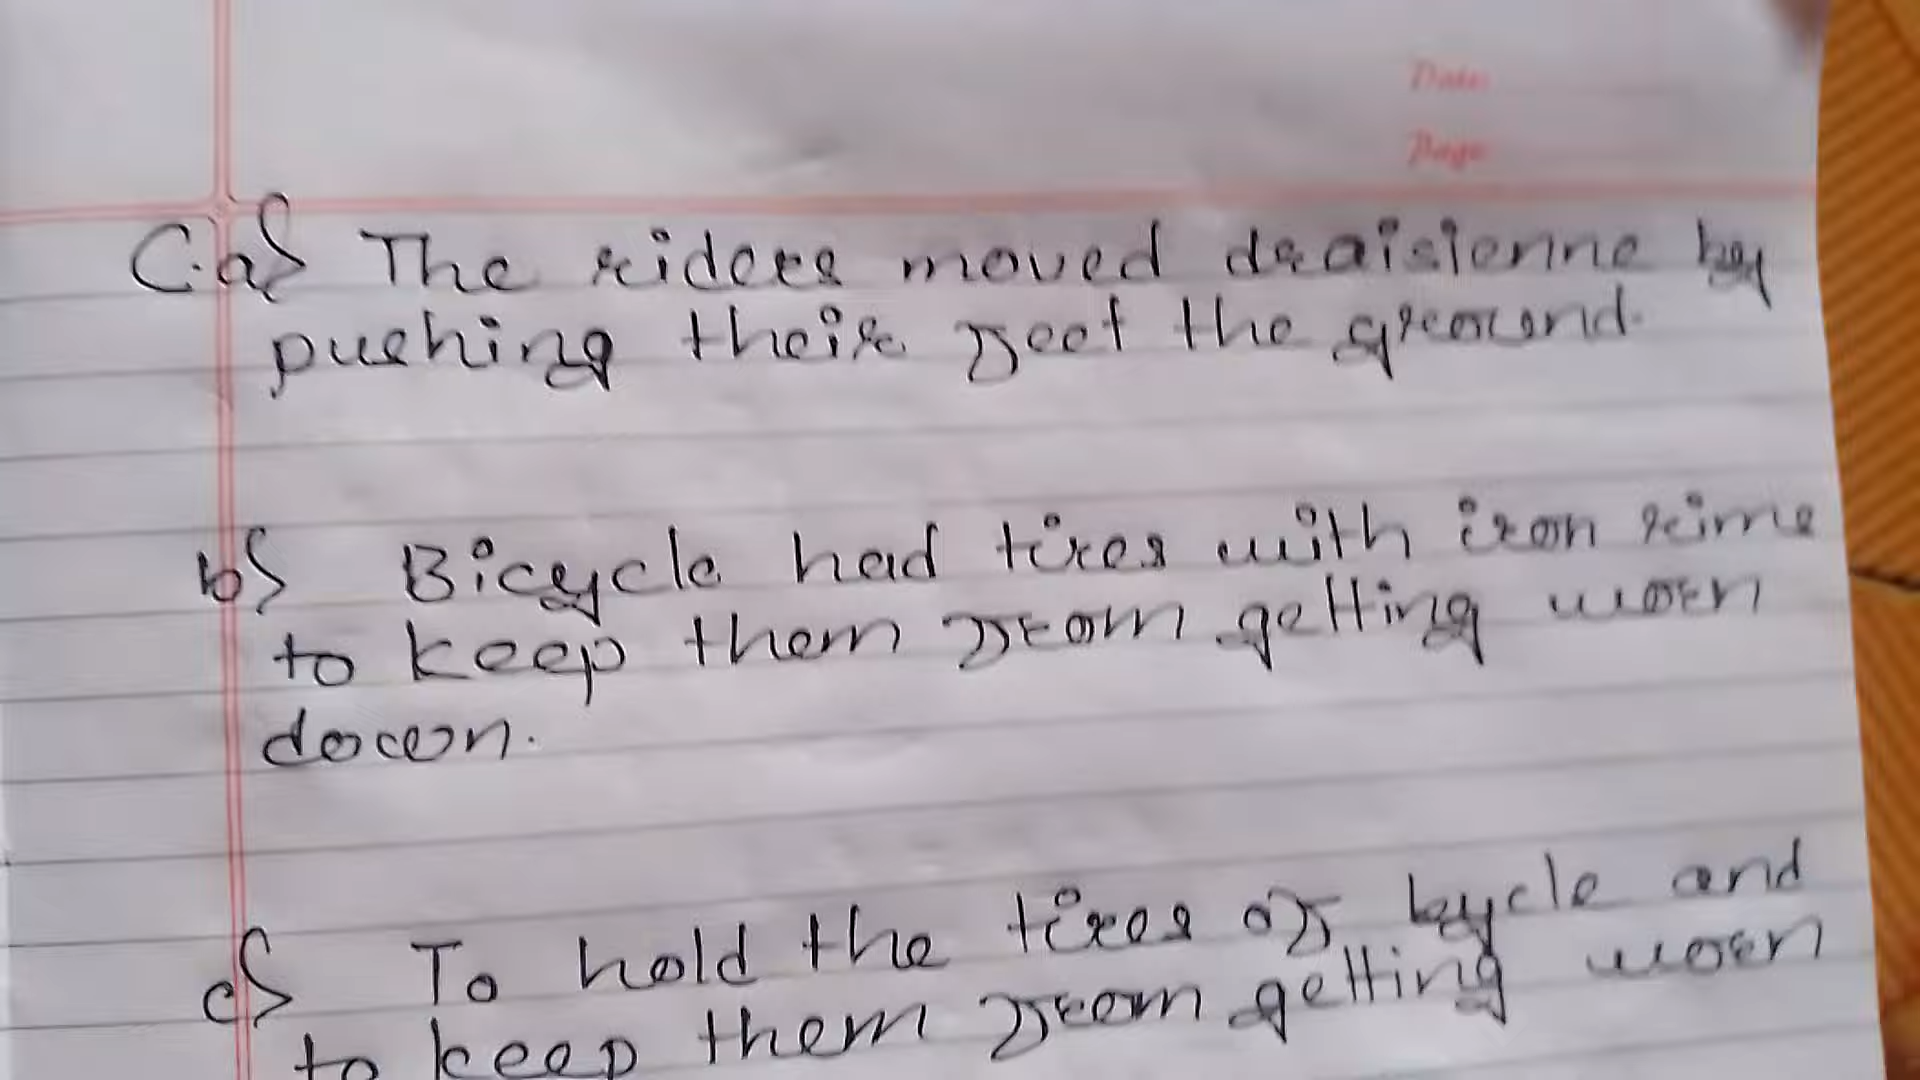 Date
Page
C.a) The riders moved draisienne by
pushing their feet the ground.
b) Bicycle had tires with iron rims
to keep them from getting worn
down.
c) To hold the tires of bycle and
to keep them from getting worn